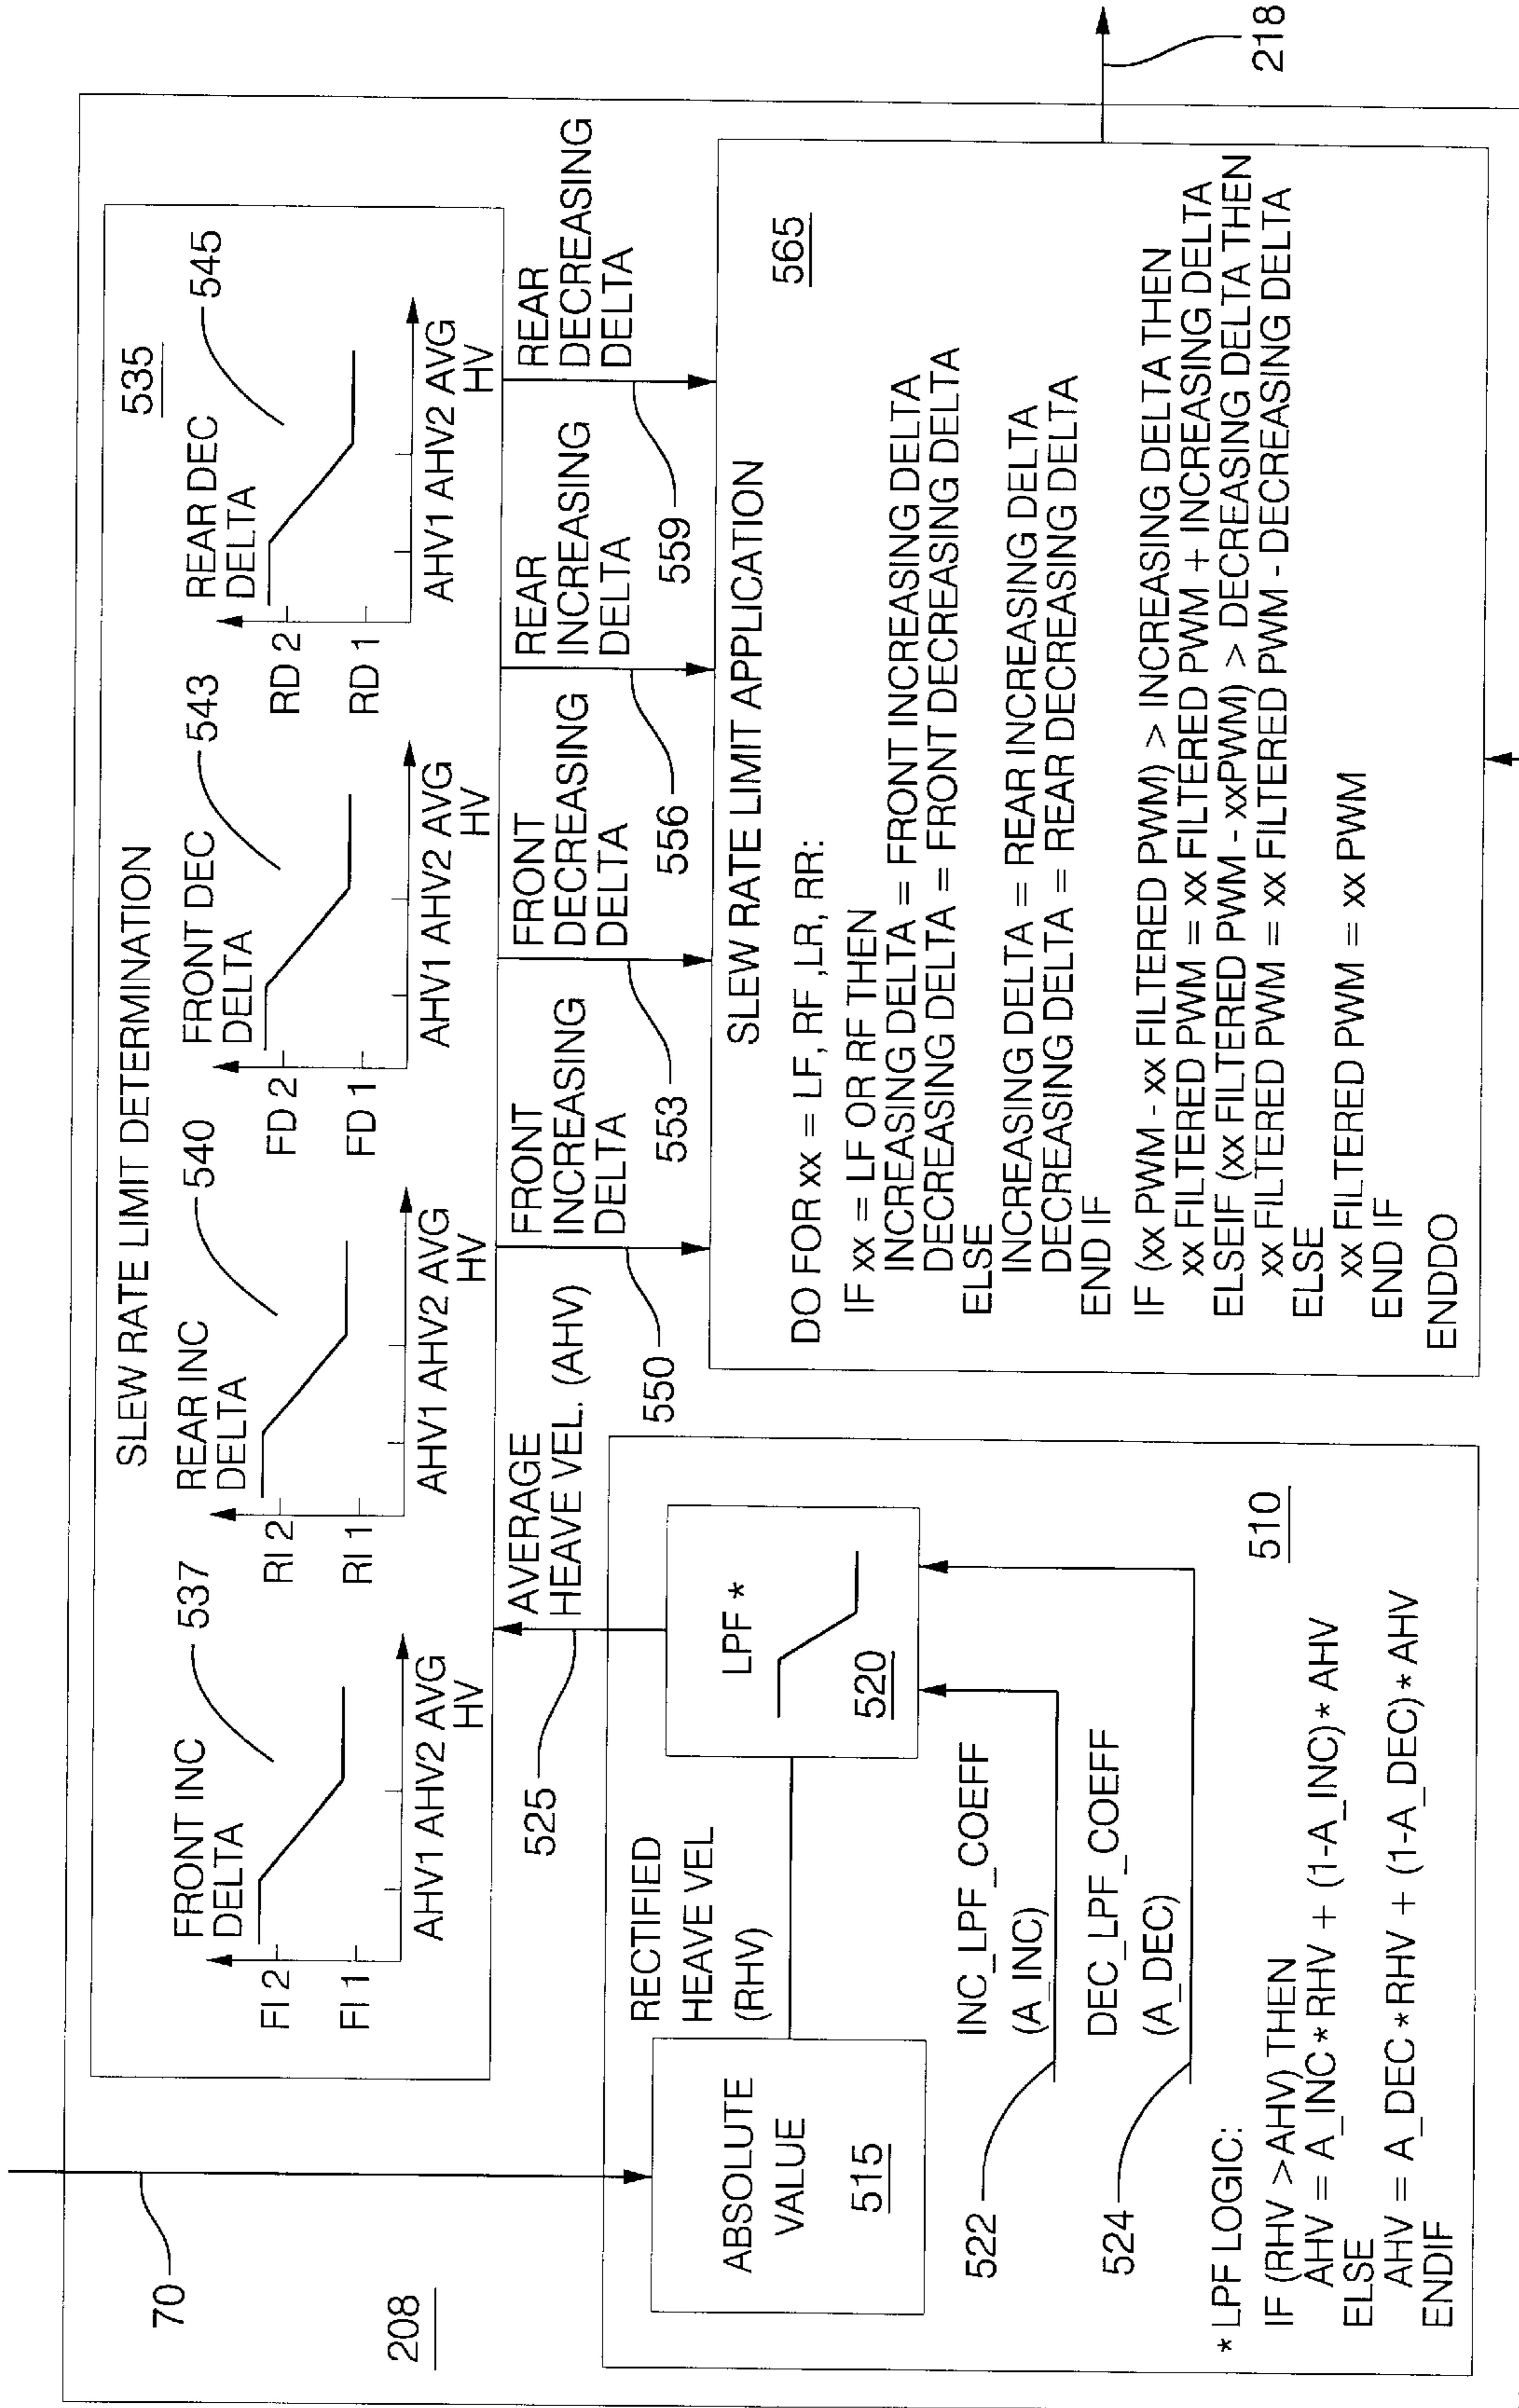 70
208
SLEW RATE LIMIT DETERMINATION
535
FRONT INC
DELTA
537
FI 2
FI 1
AHV1 AHV2 AVG
HV
REAR INC
DELTA
540
RI 2
RI 1
AHV1 AHV2 AVG
HV
FRONT DEC
DELTA
543
FD 2
FD 1
AHV1 AHV2 AVG
HV
REAR DEC
DELTA
545
RD 2
RD 1
AHV1 AHV2 AVG
HV
525
AVERAGE
HEAVE VEL. (AHV)
FRONT
INCREASING
DELTA
550
FRONT
DECREASING
DELTA
553
REAR
INCREASING
DELTA
556
REAR
DECREASING
DELTA
559
ABSOLUTE
VALUE
515
RECTIFIED
HEAVE VEL
(RHV)
LPF *
520
522
INC_LPF_COEFF
(A_INC)
524
DEC_LPF_COEFF
(A_DEC)
510
* LPF LOGIC:
IF (RHV >AHV) THEN
AHV = A_INC*RHV + (1-A_INC)*AHV
ELSE
AHV = A_DEC*RHV + (1-A_DEC)*AHV
ENDIF
SLEW RATE LIMIT APPLICATION
565
DO FOR xx = LF, RF ,LR, RR:
IF xx = LF OR RF THEN
INCREASING DELTA = FRONT INCREASING DELTA
DECREASING DELTA = FRONT DECREASING DELTA
ELSE
INCREASING DELTA = REAR INCREASING DELTA
DECREASING DELTA = REAR DECREASING DELTA
END IF
IF (xx PWM - xx FILTERED PWM) > INCREASING DELTA THEN
xx FILTERED PWM = xx FILTERED PWM + INCREASING DELTA
ELSEIF (xx FILTERED PWM - xxPWM) > DECREASING DELTA THEN
xx FILTERED PWM = xx FILTERED PWM - DECREASING DELTA
ELSE
xx FILTERED PWM = xx PWM
END IF
ENDDO
218